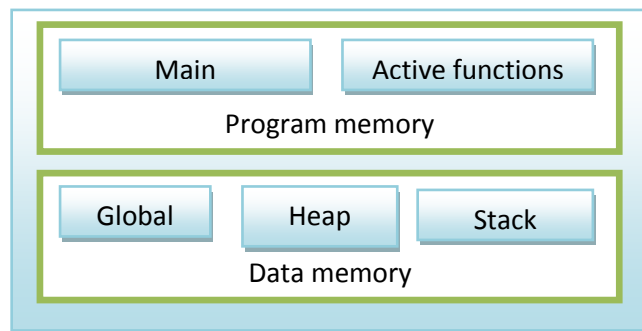 Main
Active functions
Program memory
Global
Heap
Stack
Data memory